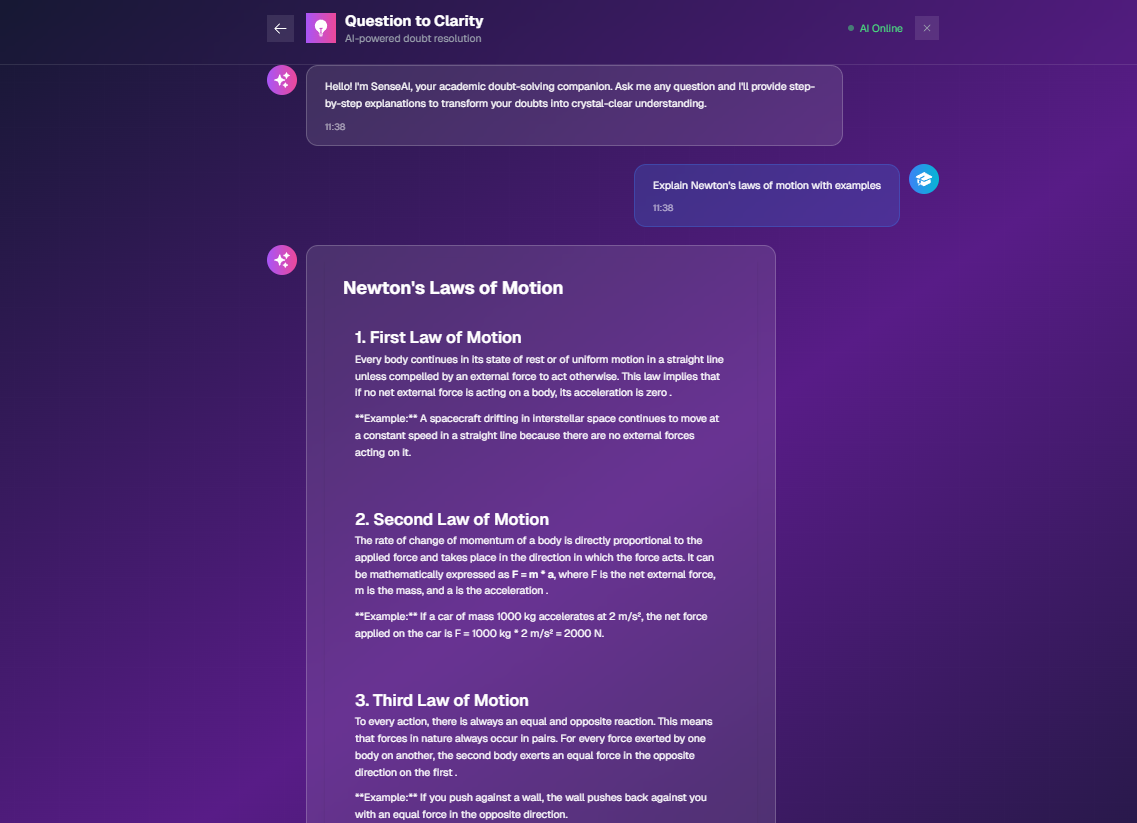 Question to Clarity
AI-powered doubt resolution
AI Online
Hello! I'm SenseAI, your academic doubt-solving companion. Ask me any question and I'll provide step-
by-step explanations to transform your doubts into crystal-clear understanding.
11:38
Explain Newton's laws of motion with examples
11:38
Newton's Laws of Motion
1. First Law of Motion
Every body continues in its state of rest or of uniform motion in a straight line
unless compelled by an external force to act otherwise. This law implies that
if no net external force is acting on a body, its acceleration is zero .
**Example:** A spacecraft drifting in interstellar space continues to move at
a constant speed in a straight line because there are no external forces
acting on it.
2. Second Law of Motion
The rate of change of momentum of a body is directly proportional to the
applied force and takes place in the direction in which the force acts. It can
be mathematically expressed as F = m * a, where F is the net external force,
m is the mass, and a is the acceleration .
**Example:** If a car of mass 1000 kg accelerates at 2 m/s², the net force
applied on the car is F = 1000 kg * 2 m/s² = 2000 N.
3. Third Law of Motion
To every action, there is always an equal and opposite reaction. This means
that forces in nature always occur in pairs. For every force exerted by one
body on another, the second body exerts an equal force in the opposite
direction on the first .
**Example:** If you push against a wall, the wall pushes back against you
with an equal force in the opposite direction.